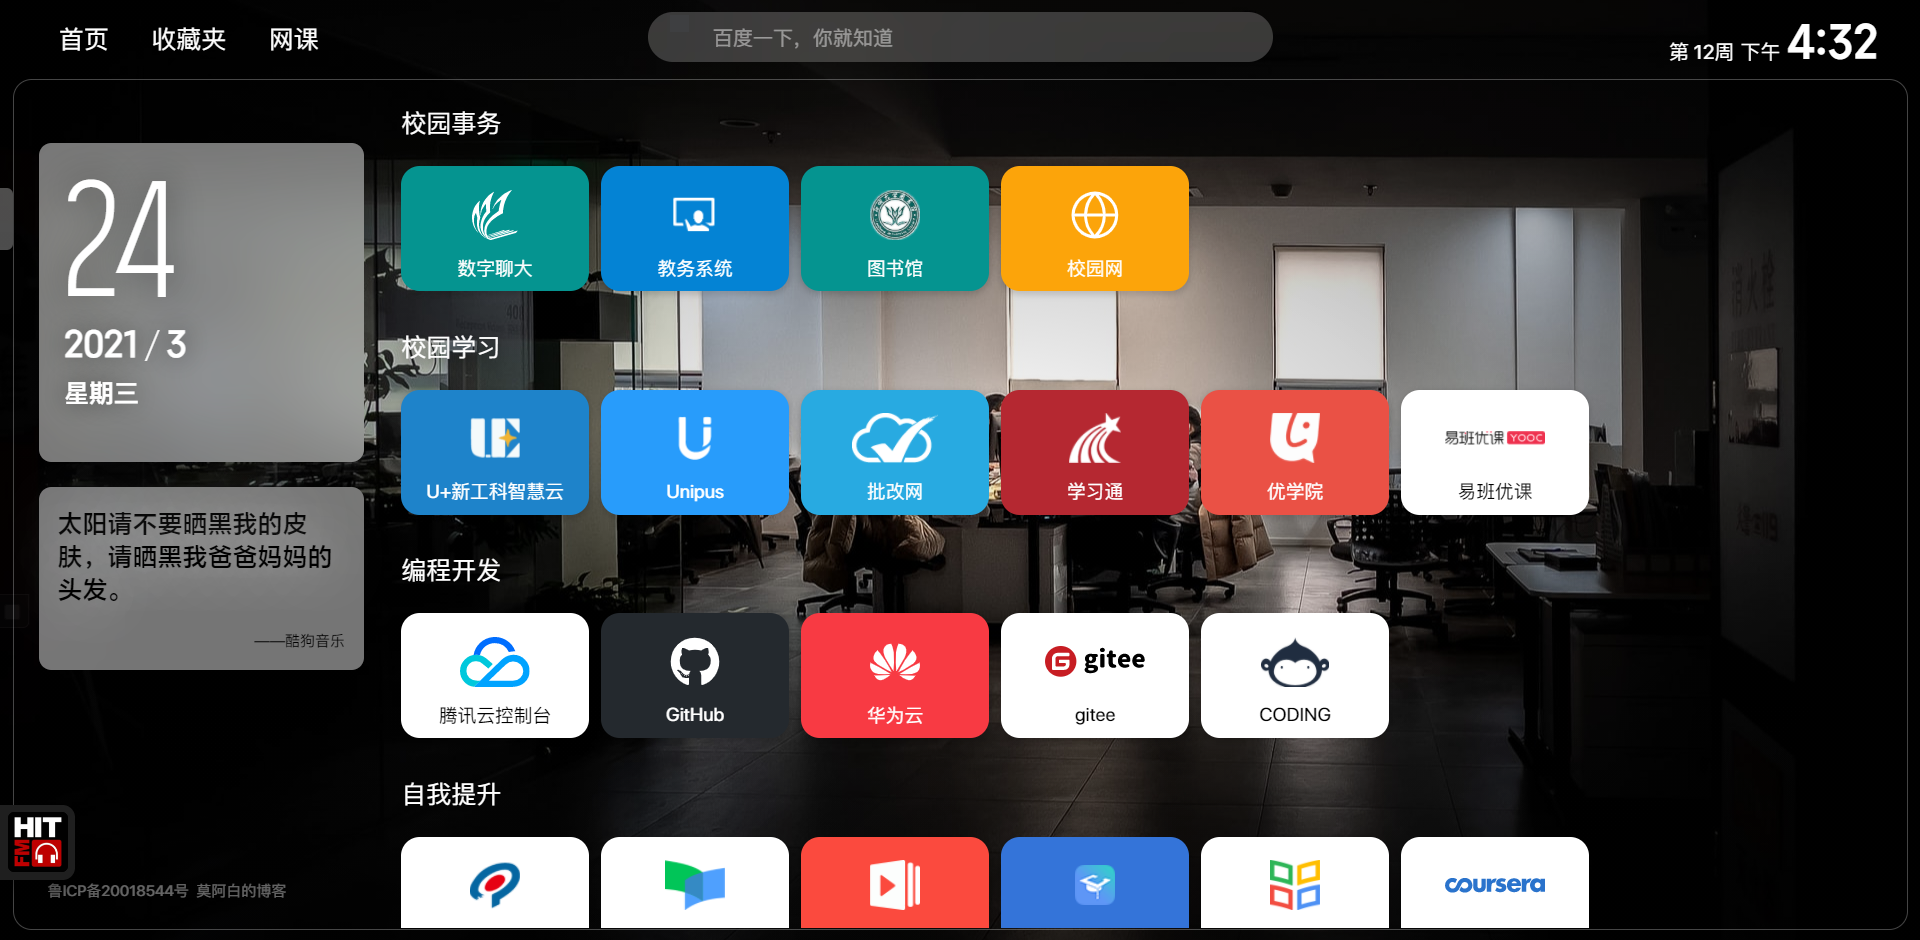 首页
收藏夹
网课
百度一下，你就知道
第 12周 下午 4:32
24
2021 / 3
星期三
太阳请不要晒黑我的皮
肤，请晒黑我爸爸妈妈的
头发。
——酷狗音乐
校园事务
数字聊大
教务系统
图书馆
校园网
校园学习
U+新工科智慧云
Unipus
批改网
学习通
优学院
易班优课 YOOC
易班优课
编程开发
腾讯云控制台
GitHub
华为云
gitee
gitee
CODING
自我提升
coursera
HIT
FM
鲁ICP备20018544号 莫阿白的博客